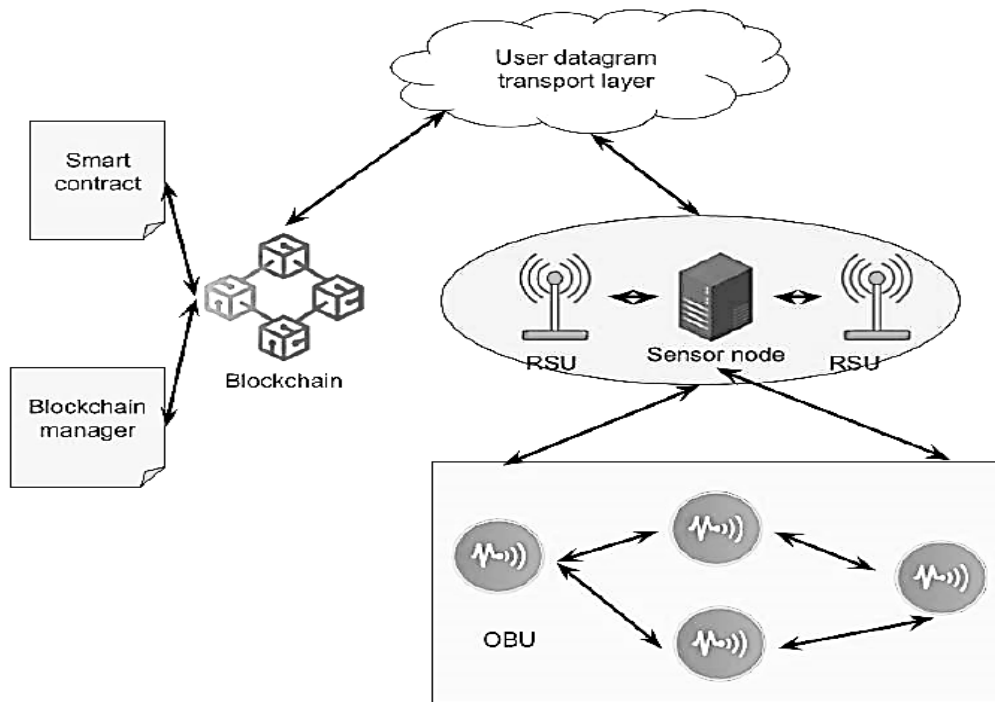 User datagram
transport layer
Smart
contract
Blockchain
Blockchain
manager
RSU
Sensor node
RSU
OBU